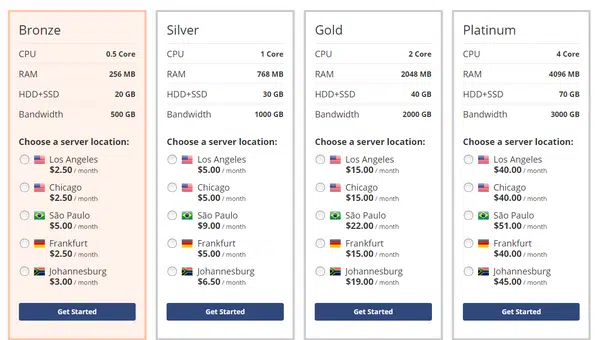 Bronze
CPU 0.5 Core
RAM 256 MB
HDD+SSD 20 GB
Bandwidth 500 GB
Choose a server location:
Los Angeles
$2.50 / month
Chicago
$2.50 / month
São Paulo
$5.00 / month
Frankfurt
$2.50 / month
Johannesburg
$3.00 / month
Get Started
Silver
CPU 1 Core
RAM 768 MB
HDD+SSD 30 GB
Bandwidth 1000 GB
Choose a server location:
Los Angeles
$5.00 / month
Chicago
$5.00 / month
São Paulo
$9.00 / month
Frankfurt
$5.00 / month
Johannesburg
$6.50 / month
Get Started
Gold
CPU 2 Core
RAM 2048 MB
HDD+SSD 40 GB
Bandwidth 2000 GB
Choose a server location:
Los Angeles
$15.00 / month
Chicago
$15.00 / month
São Paulo
$22.00 / month
Frankfurt
$15.00 / month
Johannesburg
$19.00 / month
Get Started
Platinum
CPU 4 Core
RAM 4096 MB
HDD+SSD 70 GB
Bandwidth 3000 GB
Choose a server location:
Los Angeles
$40.00 / month
Chicago
$40.00 / month
São Paulo
$51.00 / month
Frankfurt
$40.00 / month
Johannesburg
$45.00 / month
Get Started